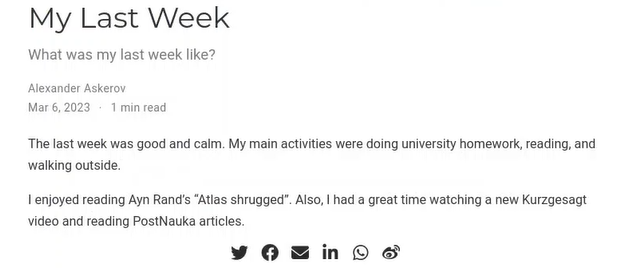 My Last Week
What was my last week like?
Alexander Askerov
Mar 6, 2023 · 1 min read
The last week was good and calm. My main activities were doing university homework, reading, and
walking outside.
I enjoyed reading Ayn Rand's “Atlas shrugged”. Also, I had a great time watching a new Kurzgesagt
video and reading PostNauka articles.